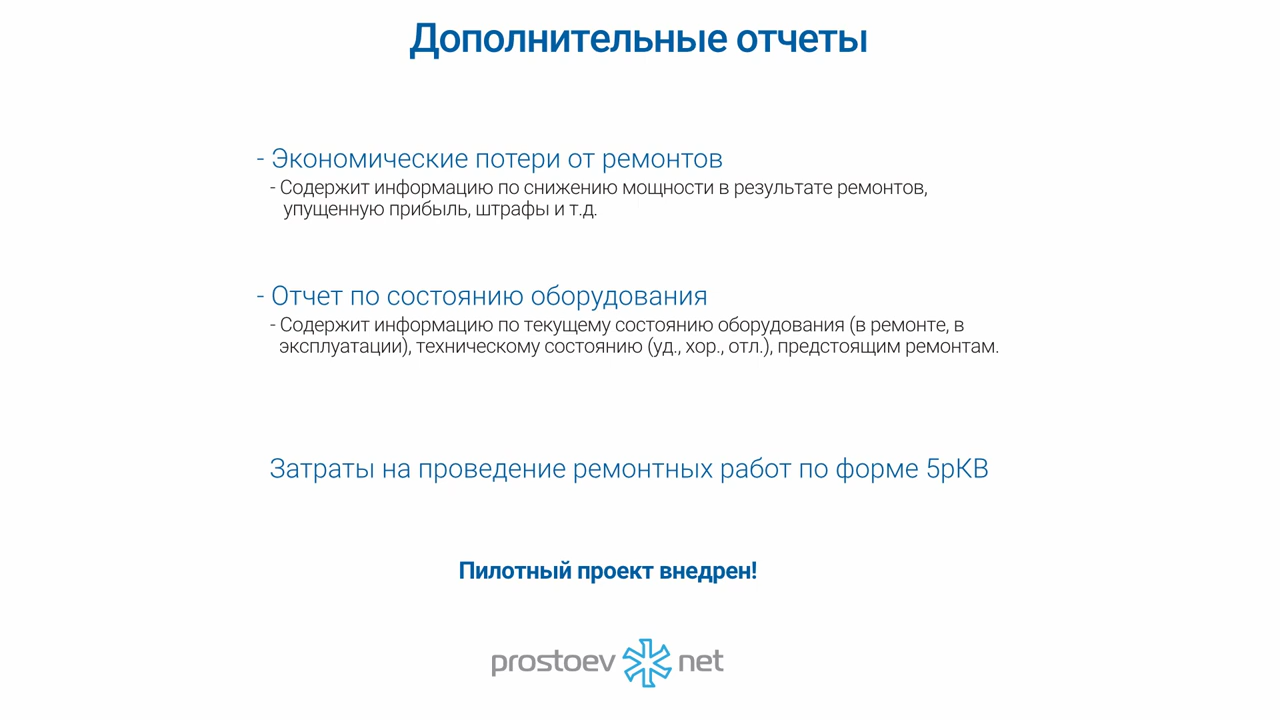 Дополнительные отчеты
- Экономические потери от ремонтов
- Содержит информацию по снижению мощности в результате ремонтов,
упущенную прибыль, штрафы и т.д.
- Отчет по состоянию оборудования
- Содержит информацию по текущему состоянию оборудования (в ремонте, в
эксплуатации), техническому состоянию (уд., хор., отл.), предстоящим ремонтам.
Затраты на проведение ремонтных работ по форме 5рКВ
Пилотный проект внедрен!
prostoev net